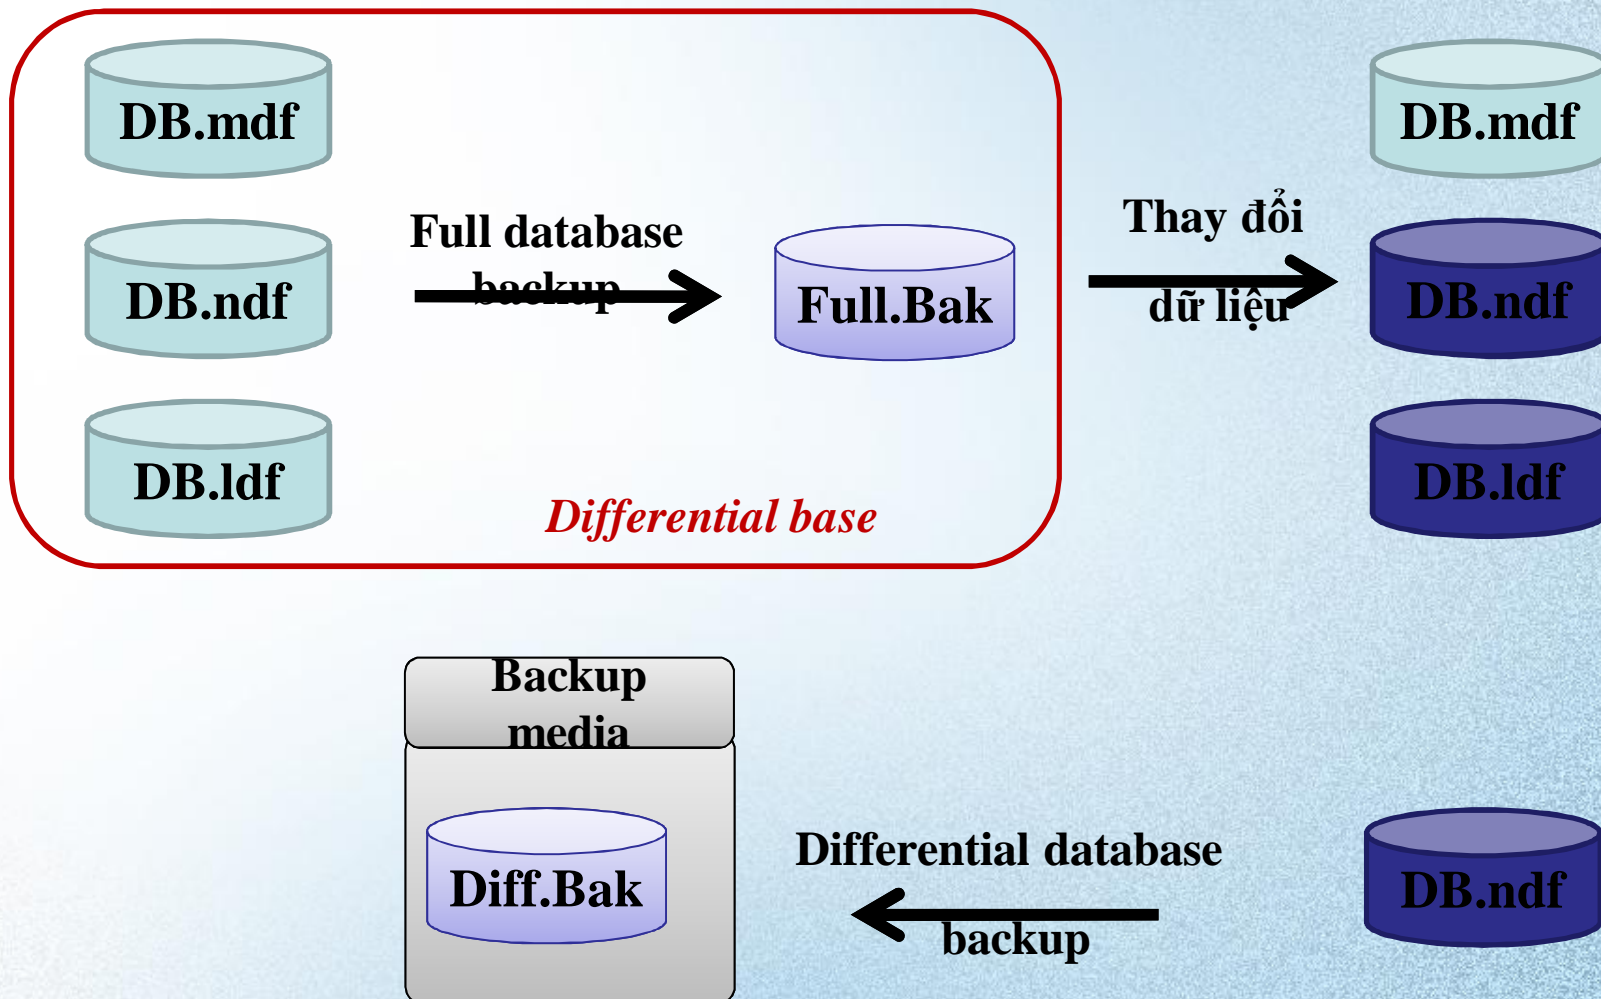 DB.mdf
DB.ndf
DB.ldf
Full database
backup
Full.Bak
Differential base
Thay đổi
dữ liệu
DB.mdf
DB.ndf
DB.ldf
Backup
media
Diff.Bak
Differential database
backup
DB.ndf